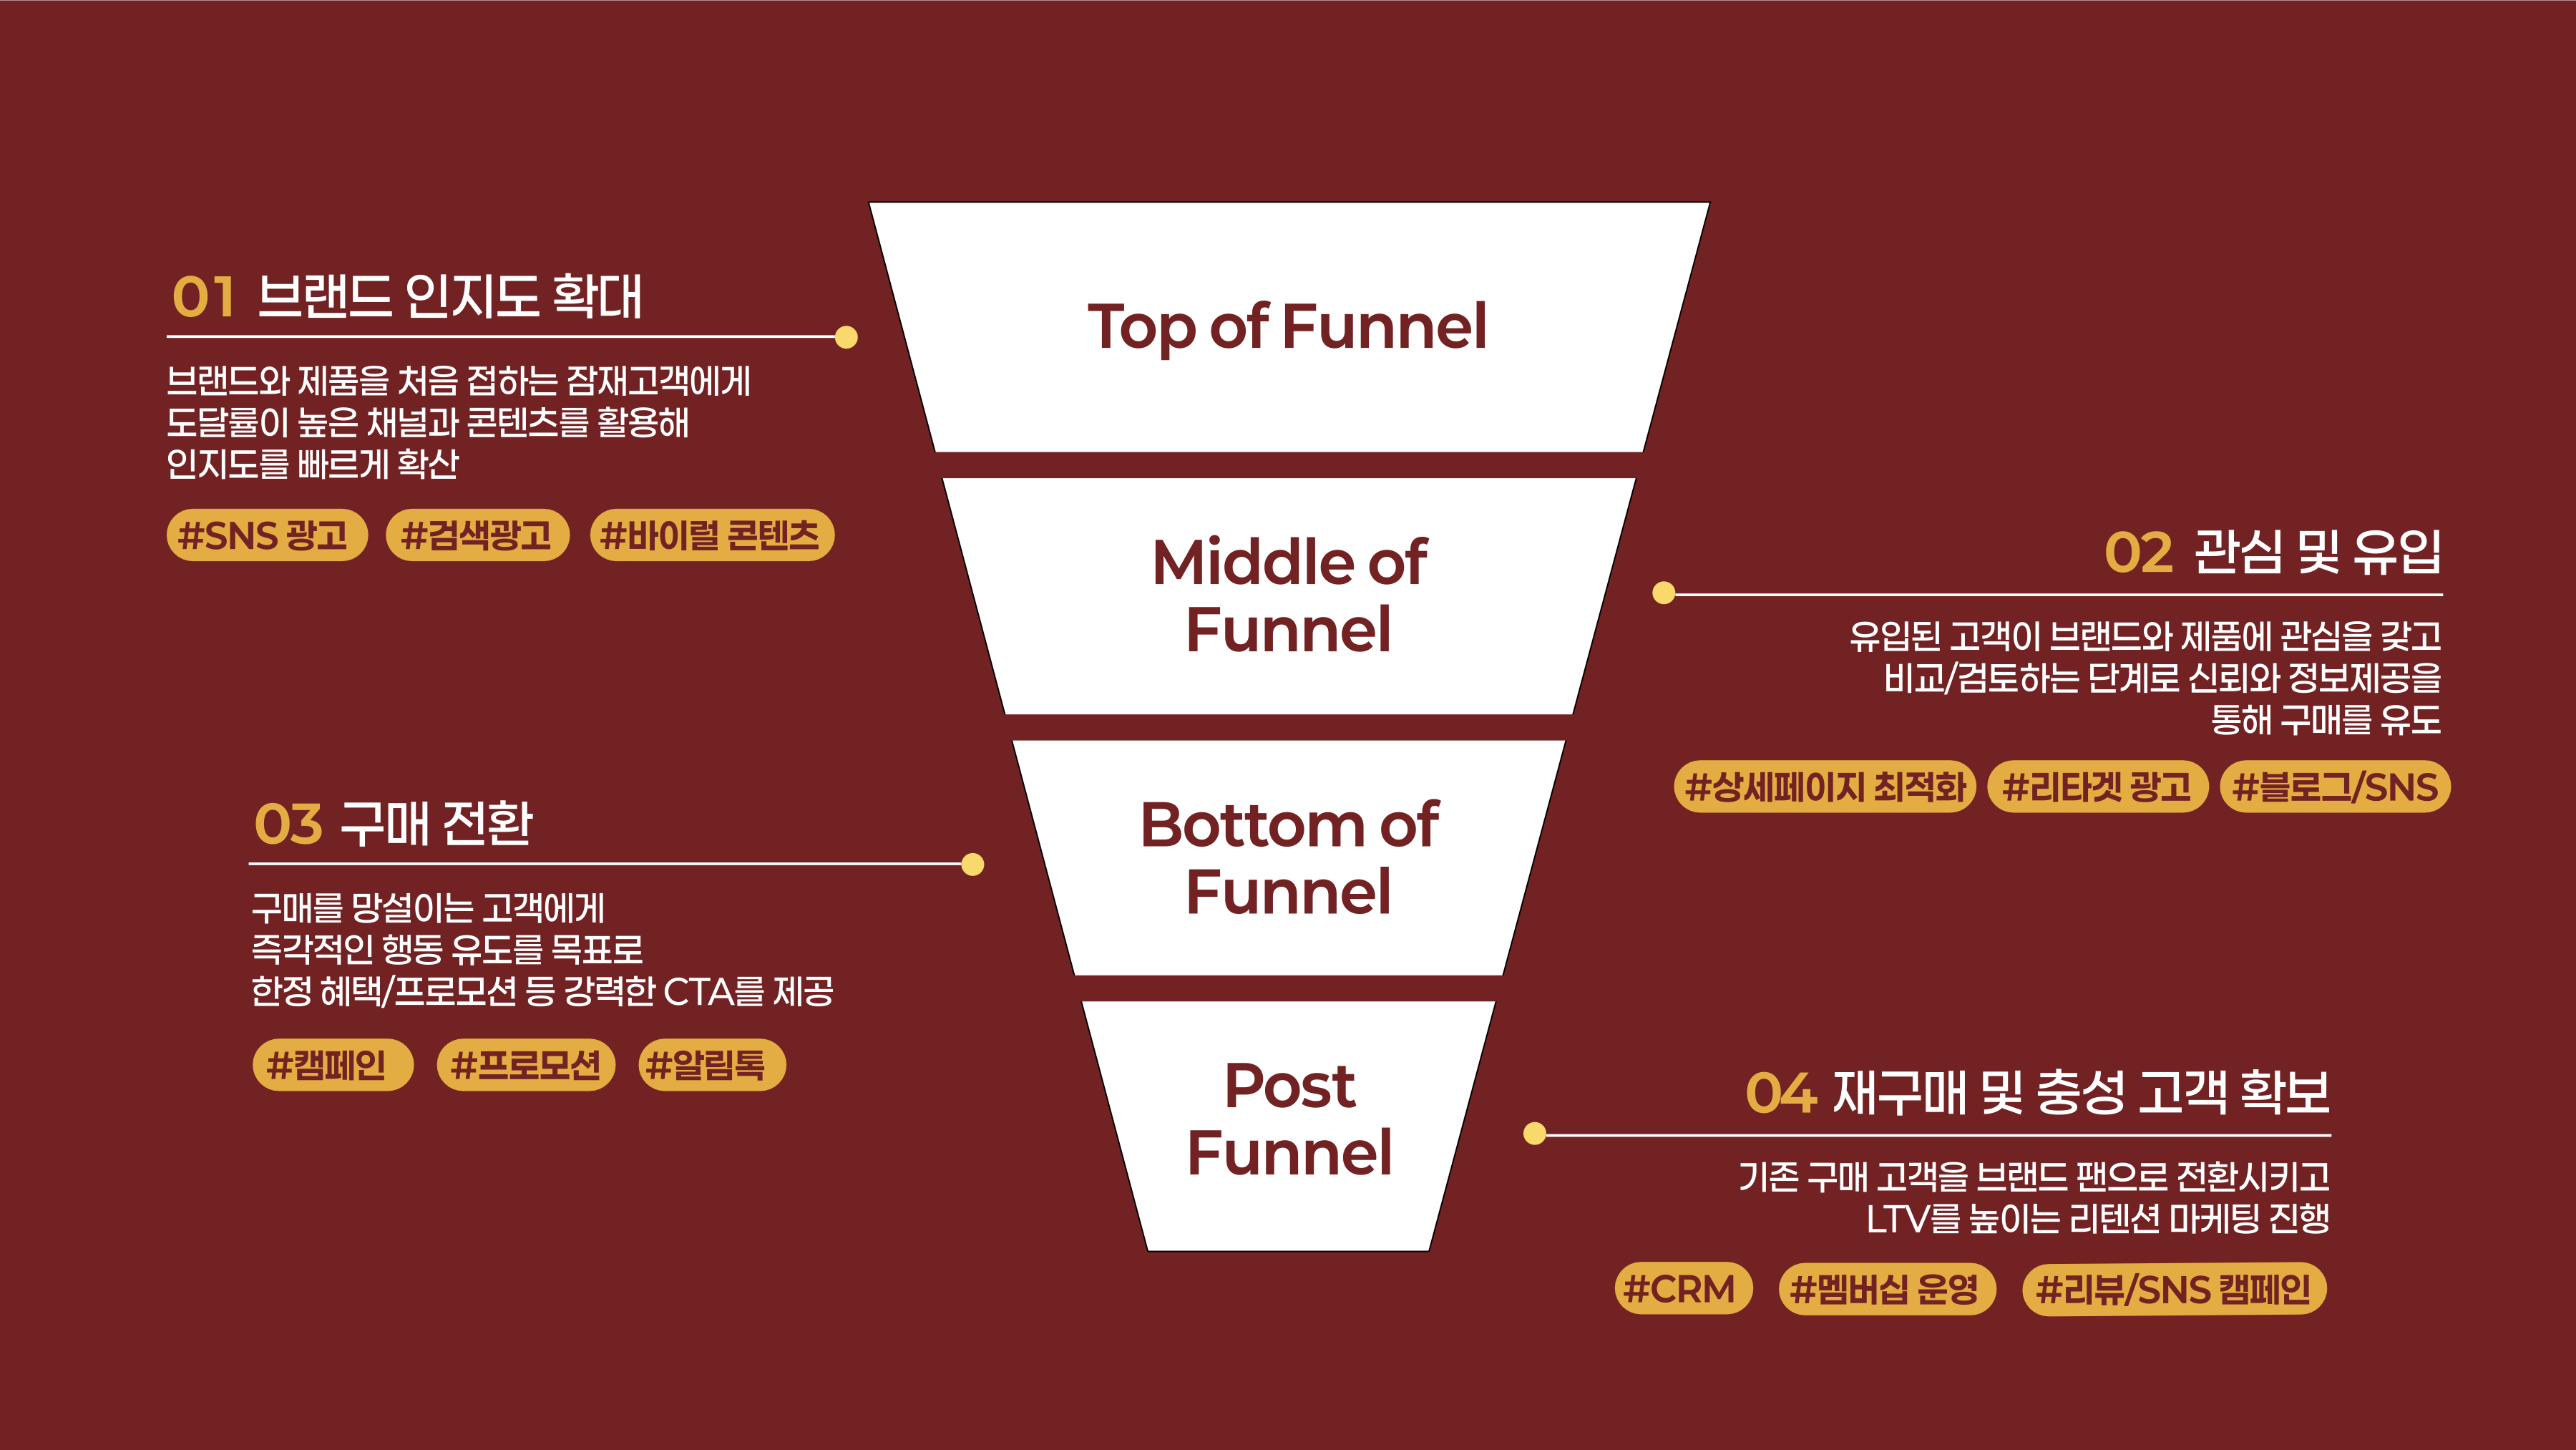 Top of Funnel
01 브랜드 인지도 확대
브랜드와 제품을 처음 접하는 잠재고객에게
도달률이 높은 채널과 콘텐츠를 활용해
인지도를 빠르게 확산
#SNS 광고 #검색광고 #바이럴 콘텐츠
Middle of
Funnel
02 관심 및 유입
유입된 고객이 브랜드와 제품에 관심을 갖고
비교/검토하는 단계로 신뢰와 정보제공을
통해 구매를 유도
#상세페이지 최적화 #리타겟 광고 #블로그/SNS
Bottom of
Funnel
03 구매 전환
구매를 망설이는 고객에게
즉각적인 행동 유도를 목표로
한정 혜택/프로모션 등 강력한 CTA를 제공
#캠페인 #프로모션 #알림톡
Post
Funnel
04 재구매 및 충성 고객 확보
기존 구매 고객을 브랜드 팬으로 전환시키고
LTV를 높이는 리텐션 마케팅 진행
#CRM #멤버십 운영 #리뷰/SNS 캠페인